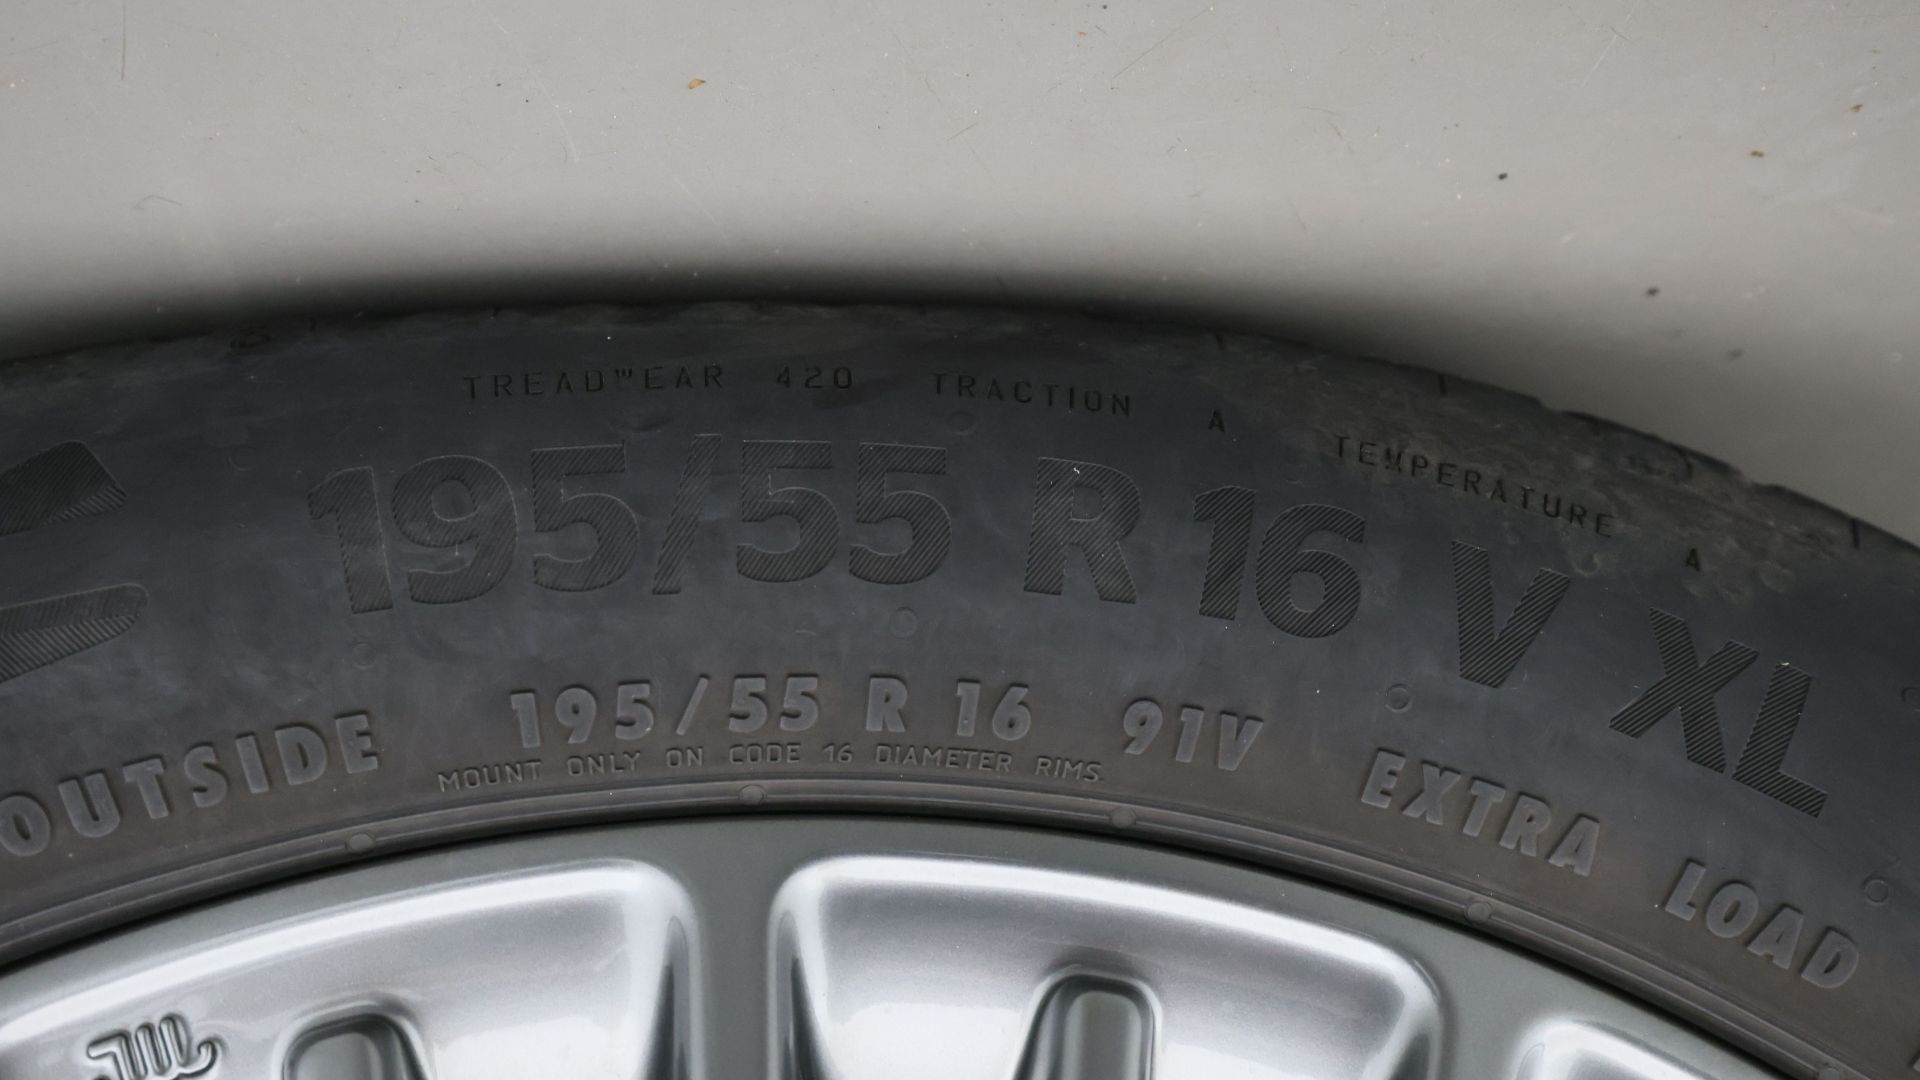 TREADWEAR 420 TRACTION A TEMPERATURE A
195/55 R 16 V XL
OUTSIDE 195/55 R 16 91V EXTRA LOAD
MOUNT ONLY ON CODE 16 DIAMETER RIMS.